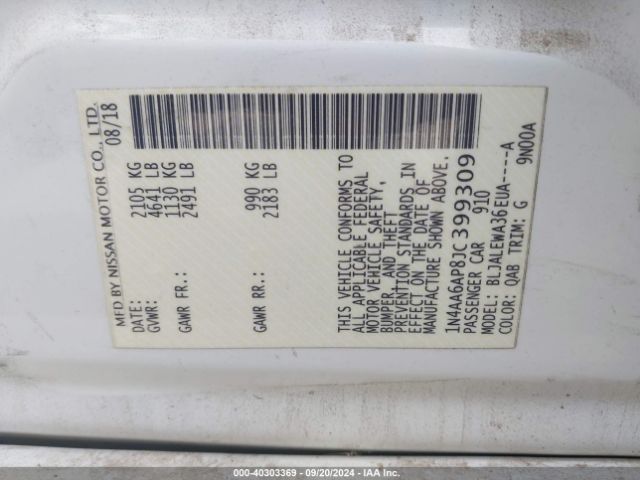 MFD BY NISSAN MOTOR CO., LTD.
DATE: 08/18
GVWR: 2105 KG
4641 LB
GAWR FR.: 1130 KG
2491 LB
GAWR RR.: 990 KG
2183 LB
THIS VEHICLE CONFORMS TO
ALL APPLICABLE FEDERAL
MOTOR VEHICLE SAFETY,
BUMPER, AND THEFT
PREVENTION STANDARDS IN
EFFECT ON THE DATE OF
MANUFACTURE SHOWN ABOVE.
1N4AA6AP8JC399309
PASSENGER CAR 910
MODEL: BLJALEWA36EUA----A
COLOR: QAB TRIM: G 9N00A
000-40303369 - 09/20/2024 - IAA Inc.